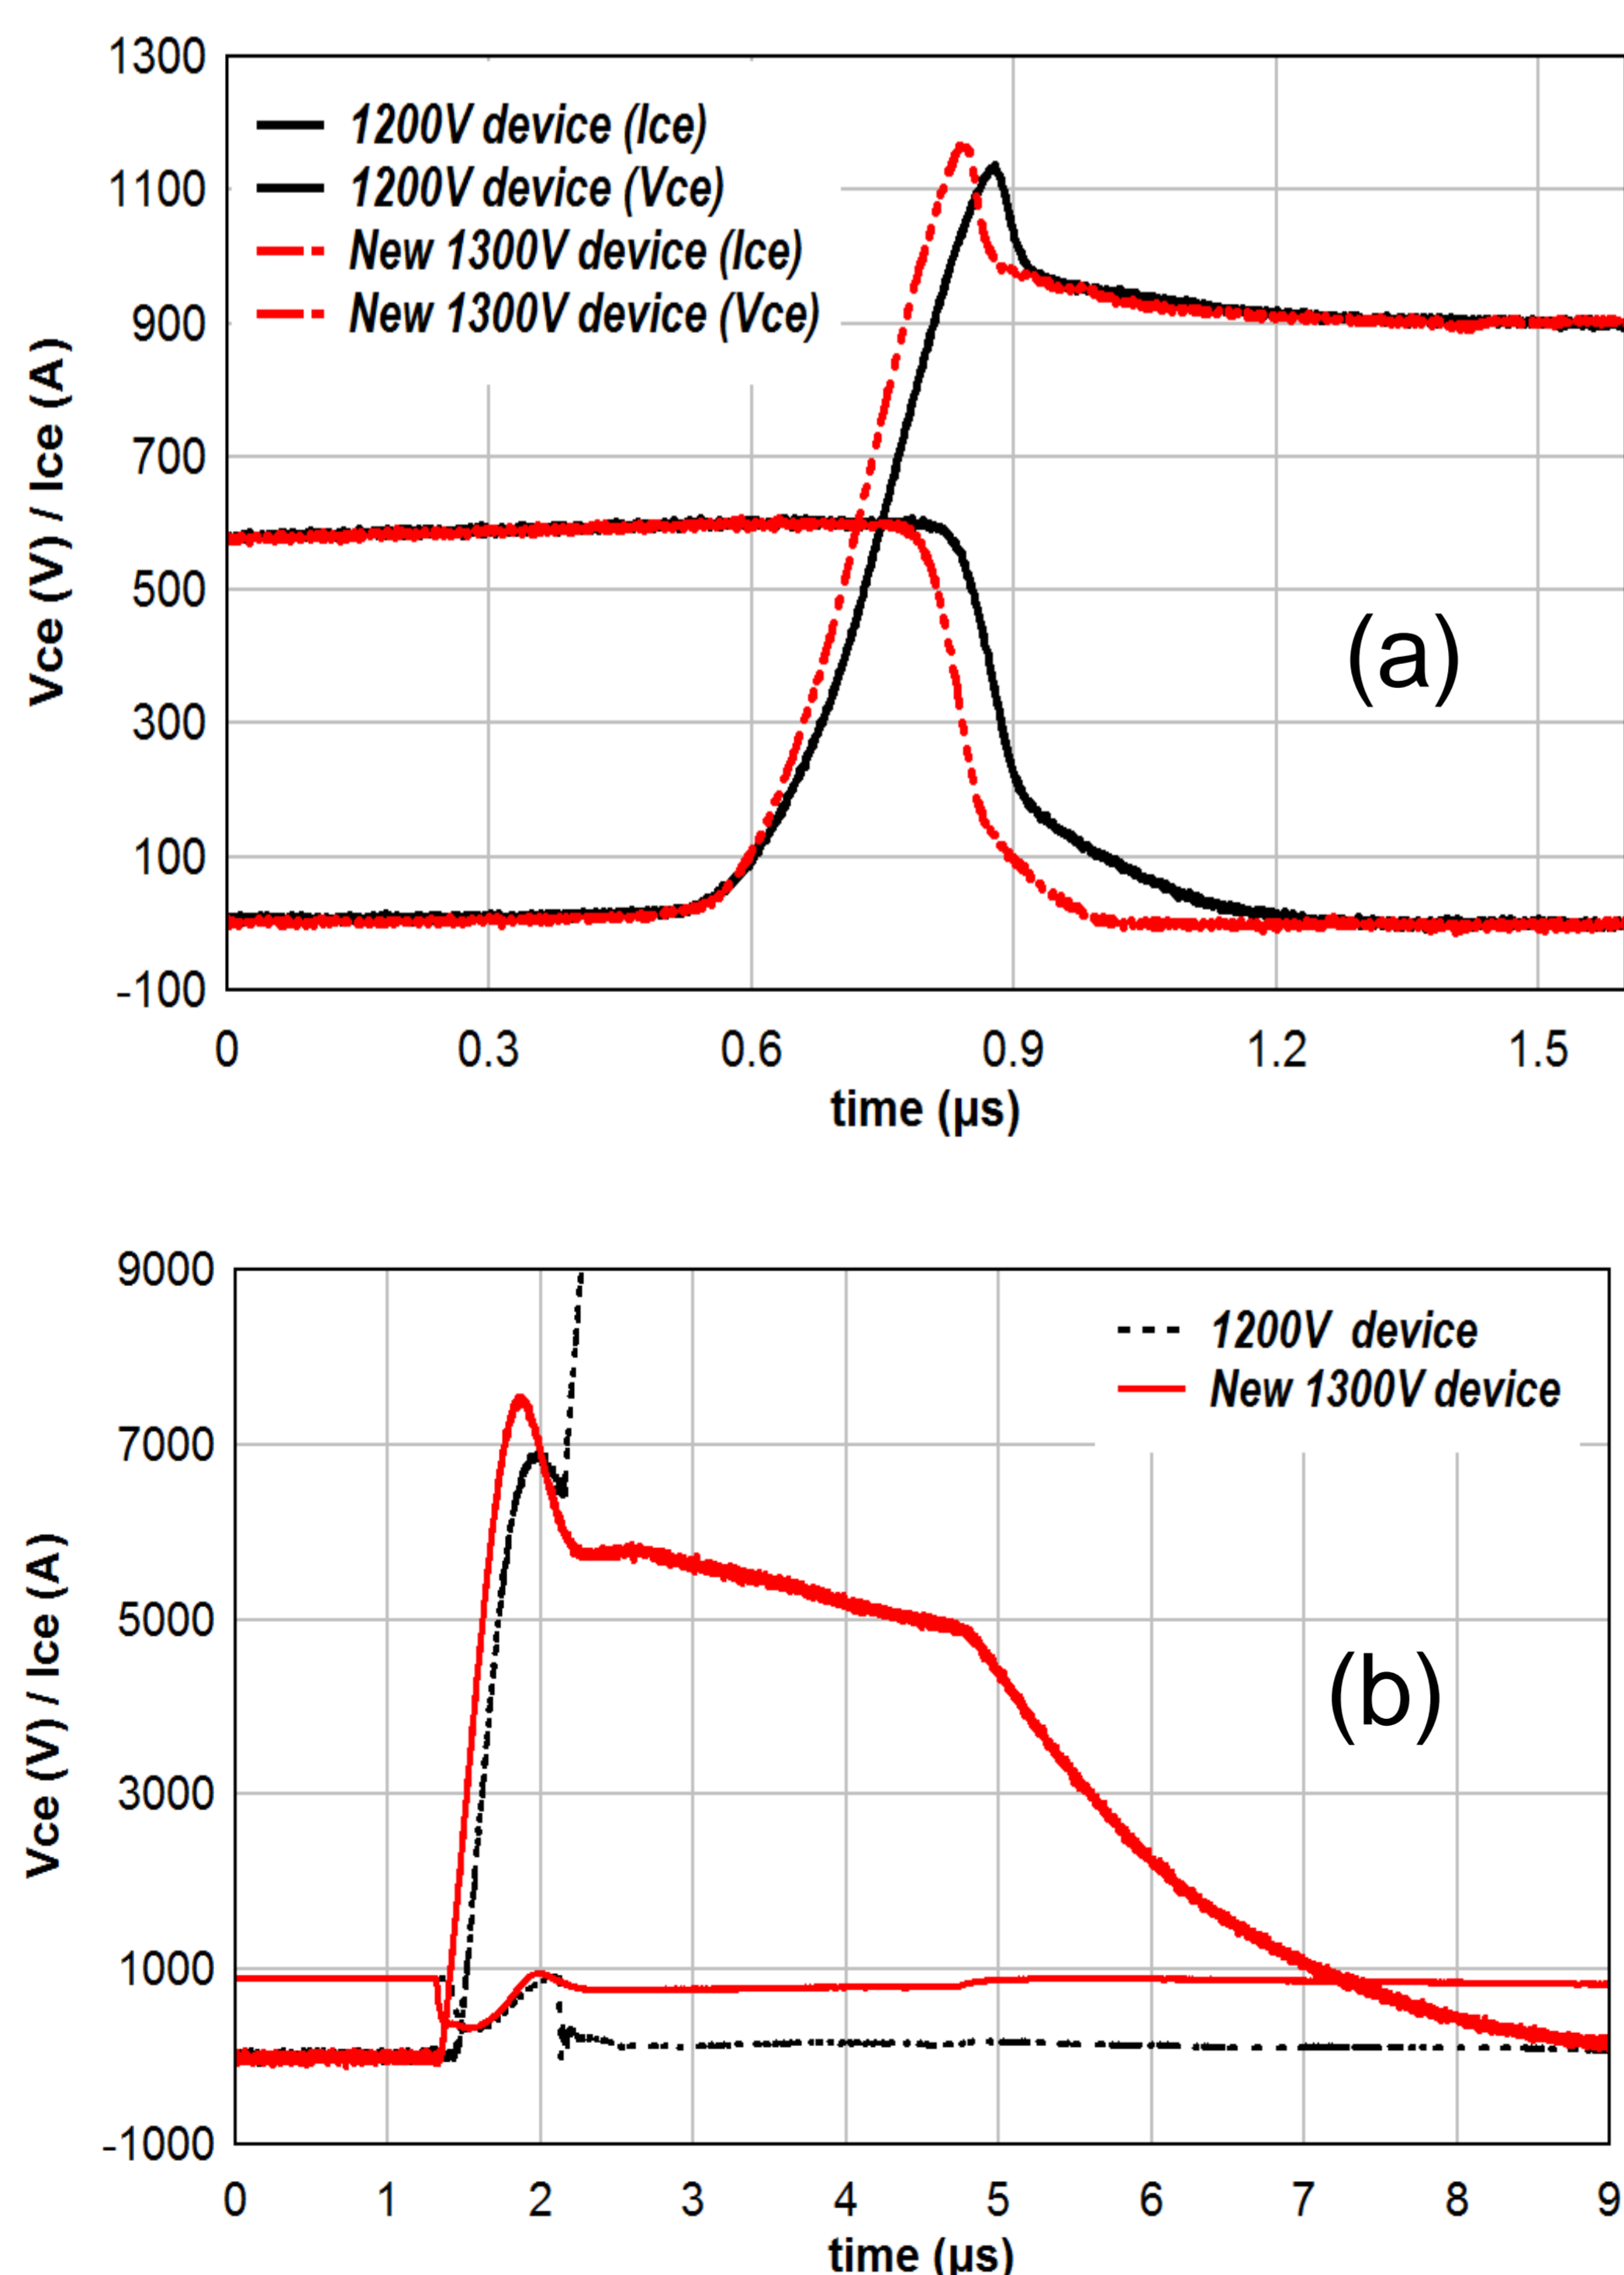 1300
1100
900
700
500
300
100
-100
Vce (V) / Ice (A)
1200V device (Ice)
1200V device (Vce)
New 1300V device (Ice)
New 1300V device (Vce)
(a)
0 0.3 0.6 0.9 1.2 1.5
time (μs)
9000
7000
5000
3000
1000
-1000
Vce (V) / Ice (A)
1200V device
New 1300V device
(b)
0 1 2 3 4 5 6 7 8 9
time (μs)